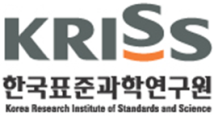 KRISS
한국표준과학연구원
Korea Research Institute of Standards and Science